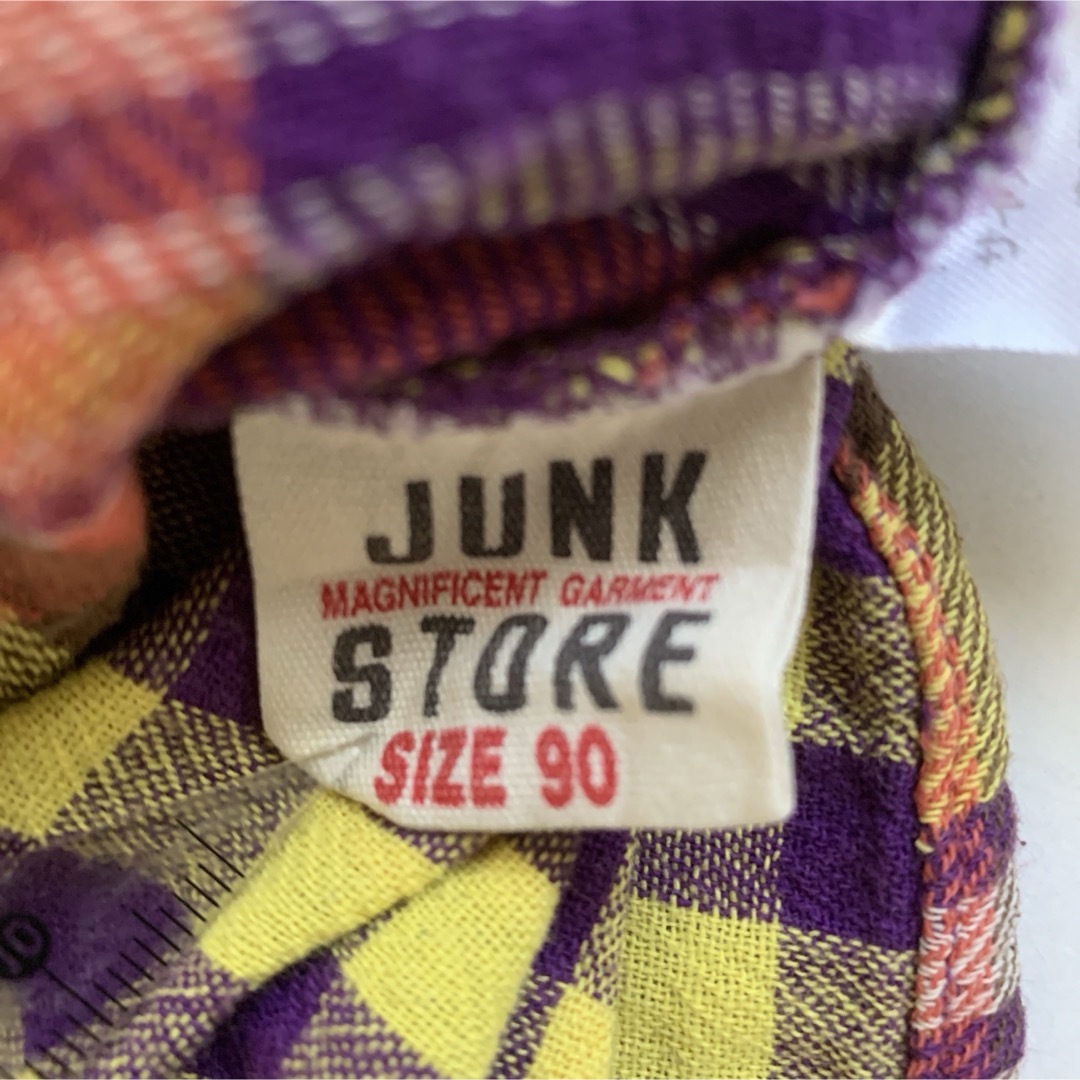 JUNK
MAGNIFICENT GARMENT
STORE
SIZE 90